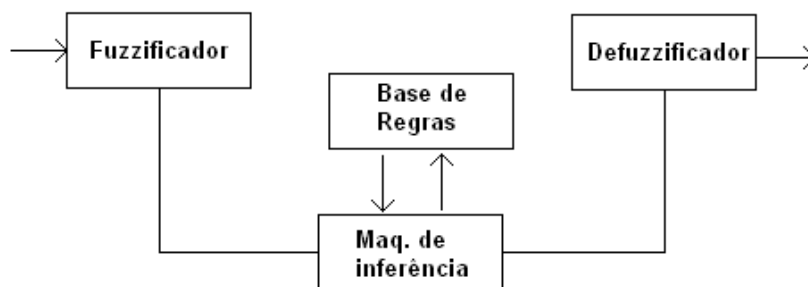 Fuzzificador
Defuzzificador
Base de
Regras
Maq. de
inferência